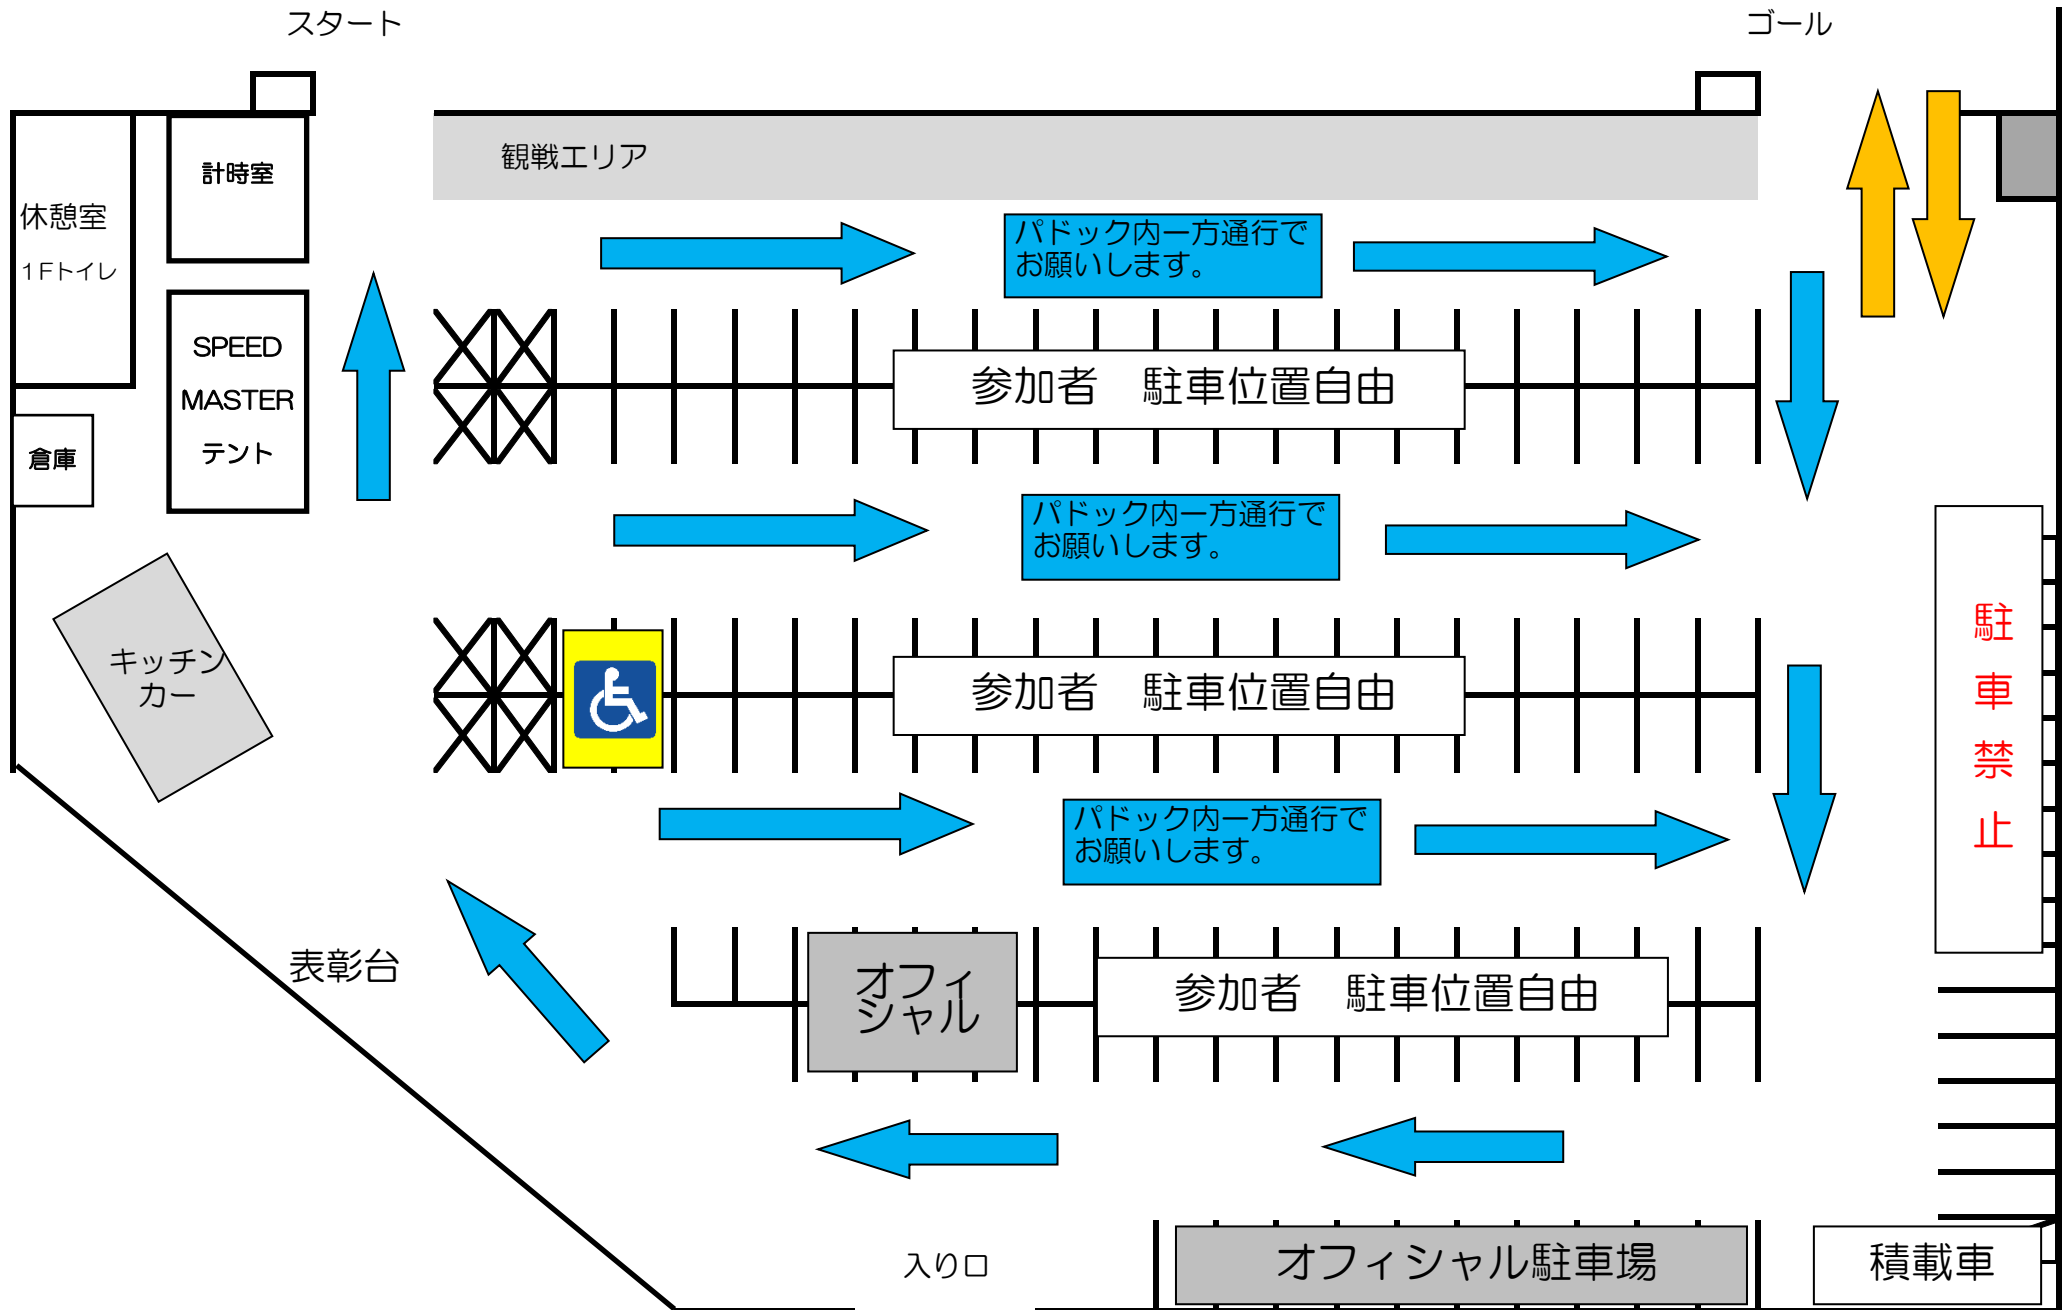 スタート
ゴール
観戦エリア
計時室
休憩室
1Fトイレ
パドック内一方通行で
お願いします。
SPEED
MASTER
テント
参加者　駐車位置自由
倉庫
パドック内一方通行で
お願いします。
駐
車
禁
止
キッチン
カー
参加者　駐車位置自由
パドック内一方通行で
お願いします。
表彰台
オフィ
シャル
参加者　駐車位置自由
入り口
オフィシャル駐車場
積載車